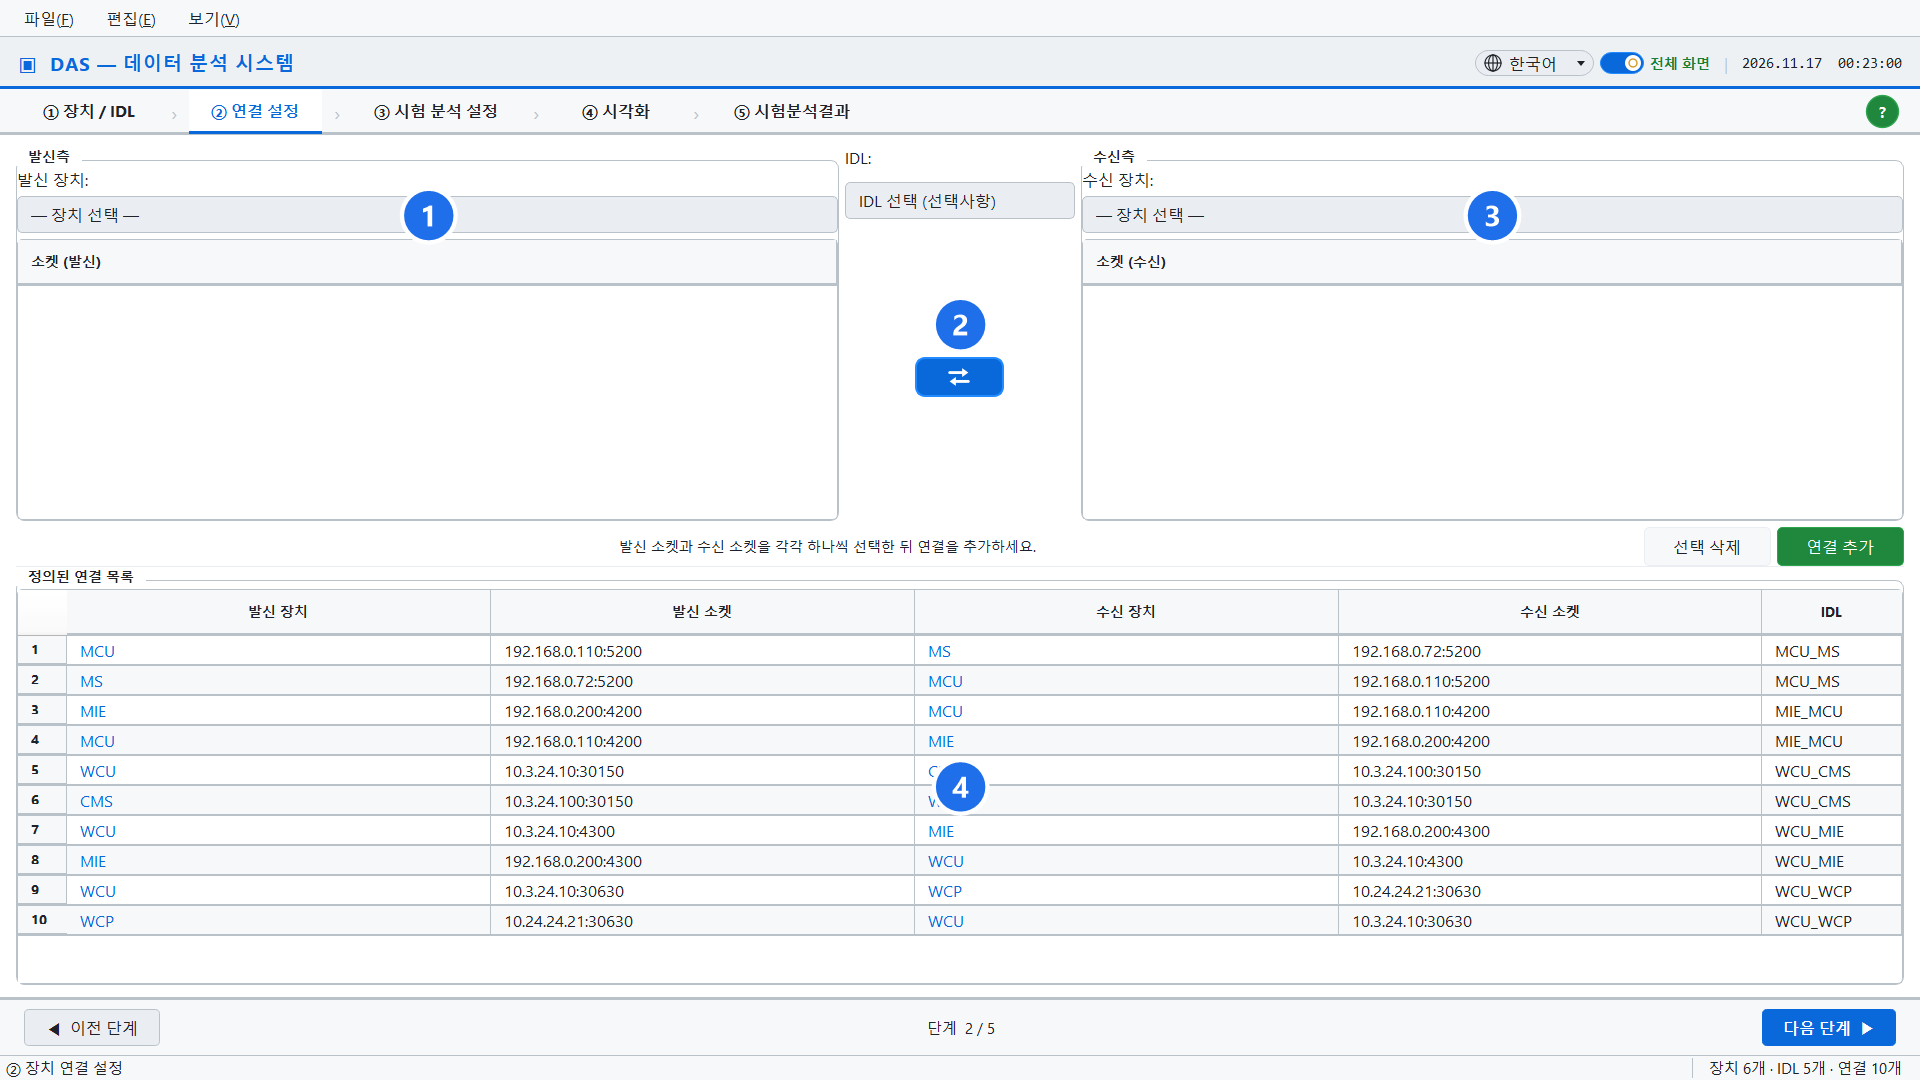 파일(F) 편집(E) 보기(V)
DAS — 데이터 분석 시스템
한국어 전체 화면 2026.11.17 00:23:00
① 장치 / IDL › ② 연결 설정 › ③ 시험 분석 설정 › ④ 시각화 › ⑤ 시험분석결과 ?
발신측
발신 장치:
— 장치 선택 —
1
소켓 (발신)
IDL:
IDL 선택 (선택사항)
2
⇄
수신측
수신 장치:
— 장치 선택 —
3
소켓 (수신)
발신 소켓과 수신 소켓을 각각 하나씩 선택한 뒤 연결을 추가하세요.
선택 삭제 연결 추가
정의된 연결 목록
발신 장치 발신 소켓 수신 장치 수신 소켓 IDL
1 MCU 192.168.0.110:5200 MS 192.168.0.72:5200 MCU_MS
2 MS 192.168.0.72:5200 MCU 192.168.0.110:5200 MCU_MS
3 MIE 192.168.0.200:4200 MCU 192.168.0.110:4200 MIE_MCU
4 MCU 192.168.0.110:4200 MIE 192.168.0.200:4200 MIE_MCU
5 WCU 10.3.24.10:30150 10.3.24.100:30150 WCU_CMS
4
6 CMS 10.3.24.100:30150 10.3.24.10:30150 WCU_CMS
7 WCU 10.3.24.10:4300 MIE 192.168.0.200:4300 WCU_MIE
8 MIE 192.168.0.200:4300 WCU 10.3.24.10:4300 WCU_MIE
9 WCU 10.3.24.10:30630 WCP 10.24.24.21:30630 WCU_WCP
10 WCP 10.24.24.21:30630 WCU 10.3.24.10:30630 WCU_WCP
◀ 이전 단계 단계 2 / 5 다음 단계 ▶
② 장치 연결 설정 장치 6개 · IDL 5개 · 연결 10개